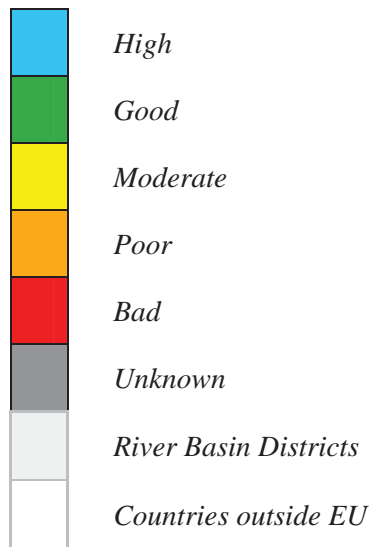 High
Good
Moderate
Poor
Bad
Unknown
River Basin Districts
Countries outside EU